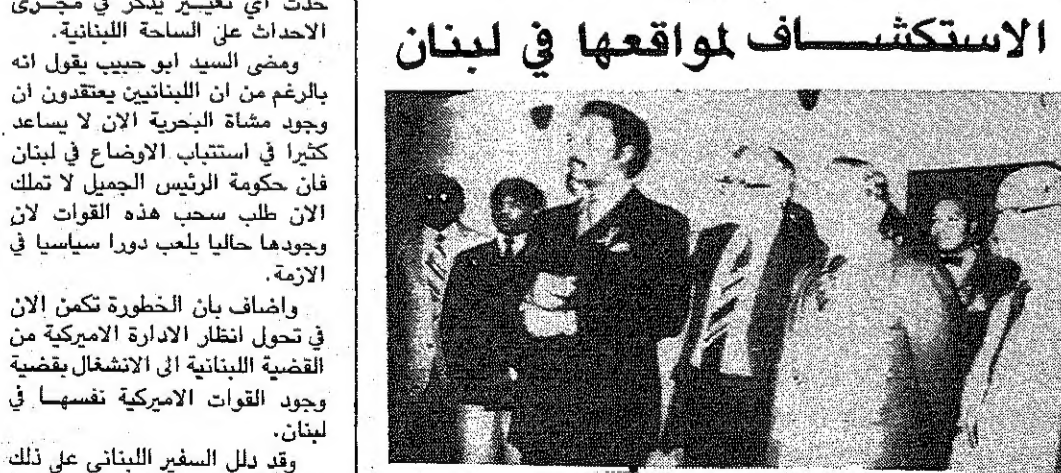 الاستكشــاف لمواقعها في لبنان
حدث أي تغيير يذكر في مجرى
الاحداث على الساحة اللبنانية.
ومضى السيد ابو حبيب يقول انه
بالرغم من ان اللبنانيين يعتقدون ان
وجود مشاة البحرية الان لا يساعد
كثيرا في استتباب الاوضاع في لبنان
فان حكومة الرئيس الجميل لا تملك
الان طلب سحب هذه القوات لان
وجودها حاليا يلعب دورا سياسيا في
الازمة.
واضاف بان الخطورة تكمن الان
في تحول انظار الادارة الاميركية من
القضية اللبنانية الى الانشغال بقضية
وجود القوات الاميركية نفسهــا في
لبنان.
وقد دلل السفير اللبناني على ذلك